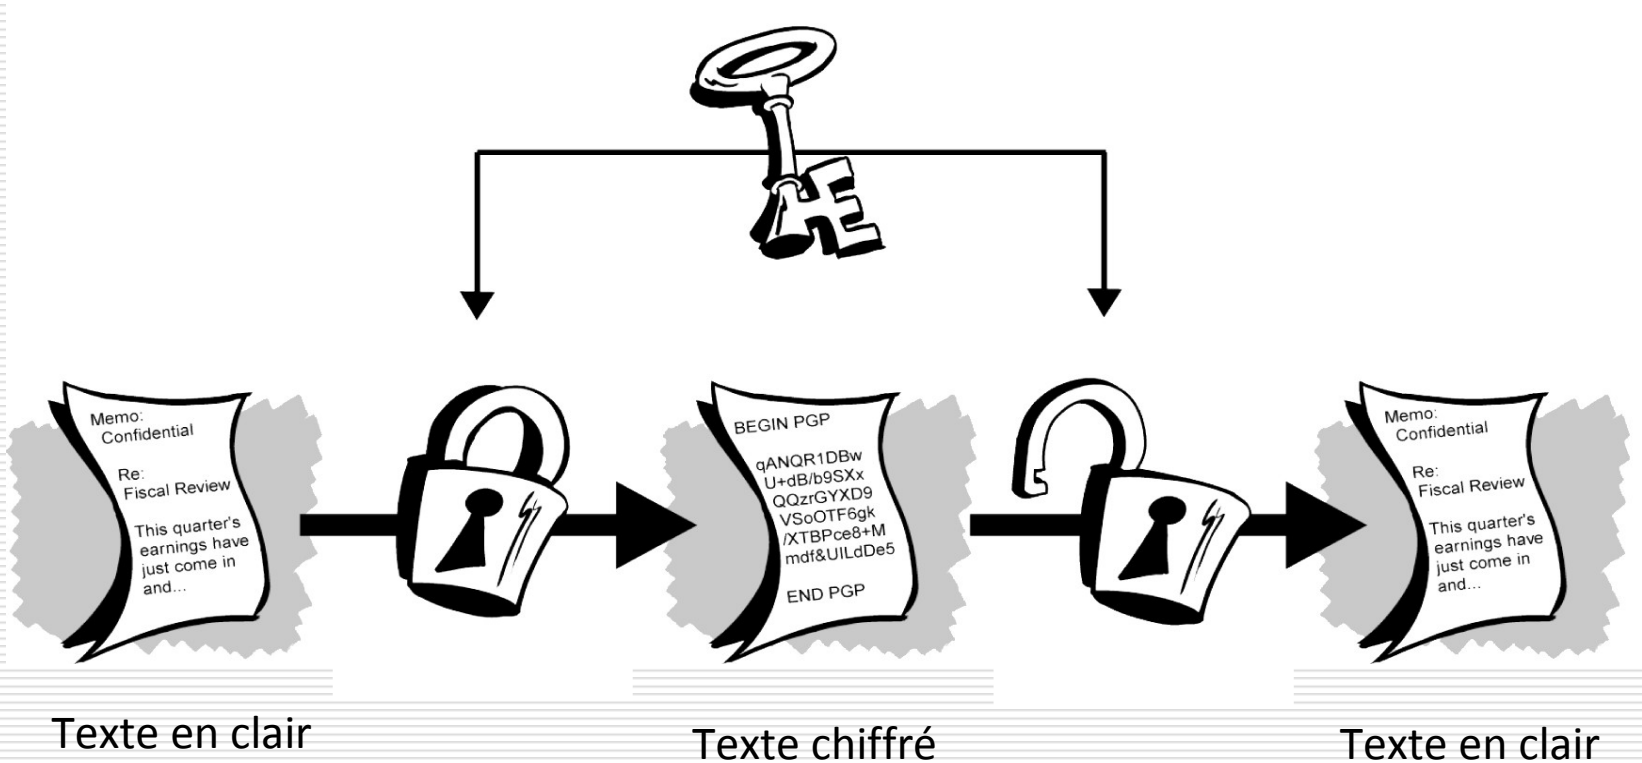 Memo:
Confidential
Re:
Fiscal Review
This quarter's
earnings have
just come in
and...
BEGIN PGP
qANQR1DBw
U+dB/b9SXx
QQzrGYXD9
VSoOTF6gk
/XTBPce8+M
mdf&UILdDe5
END PGP
Memo:
Confidential
Re:
Fiscal Review
This quarter's
earnings have
just come in
and...
Texte en clair
Texte chiffré
Texte en clair